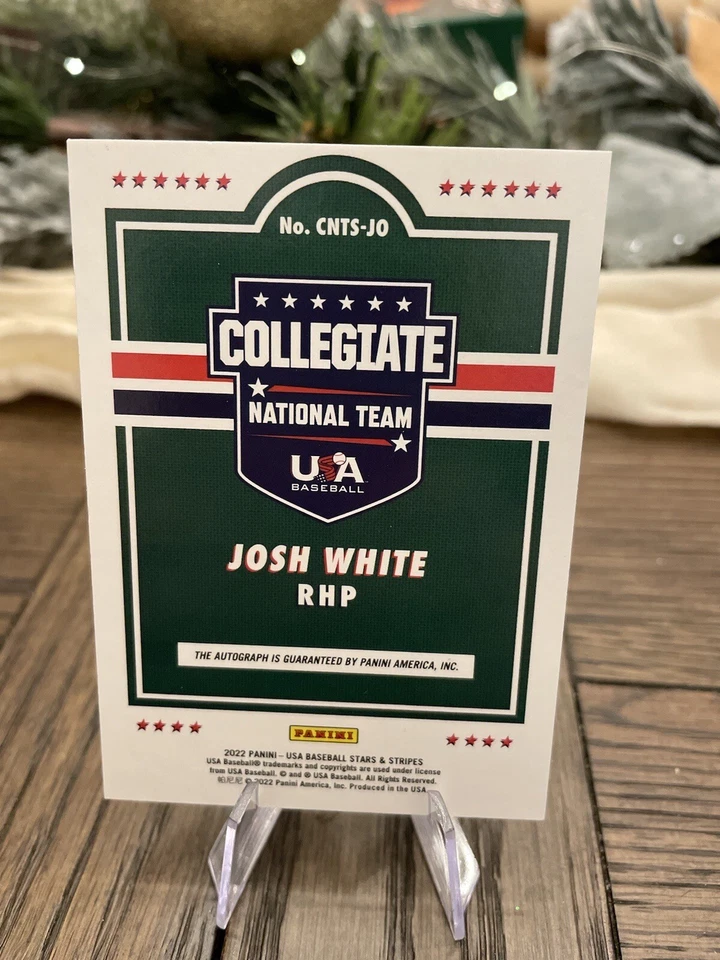 No. CNTS-JO
COLLEGIATE
NATIONAL TEAM
USA
BASEBALL
JOSH WHITE
RHP
THE AUTOGRAPH IS GUARANTEED BY PANINI AMERICA, INC.
PANINI
2022 PANINI – USA BASEBALL STARS & STRIPES
USA Baseball® trademarks and copyrights are used under license
from USA Baseball. © and ® USA Baseball. All Rights Reserved.
© 2022 Panini America, Inc. Produced in the USA.